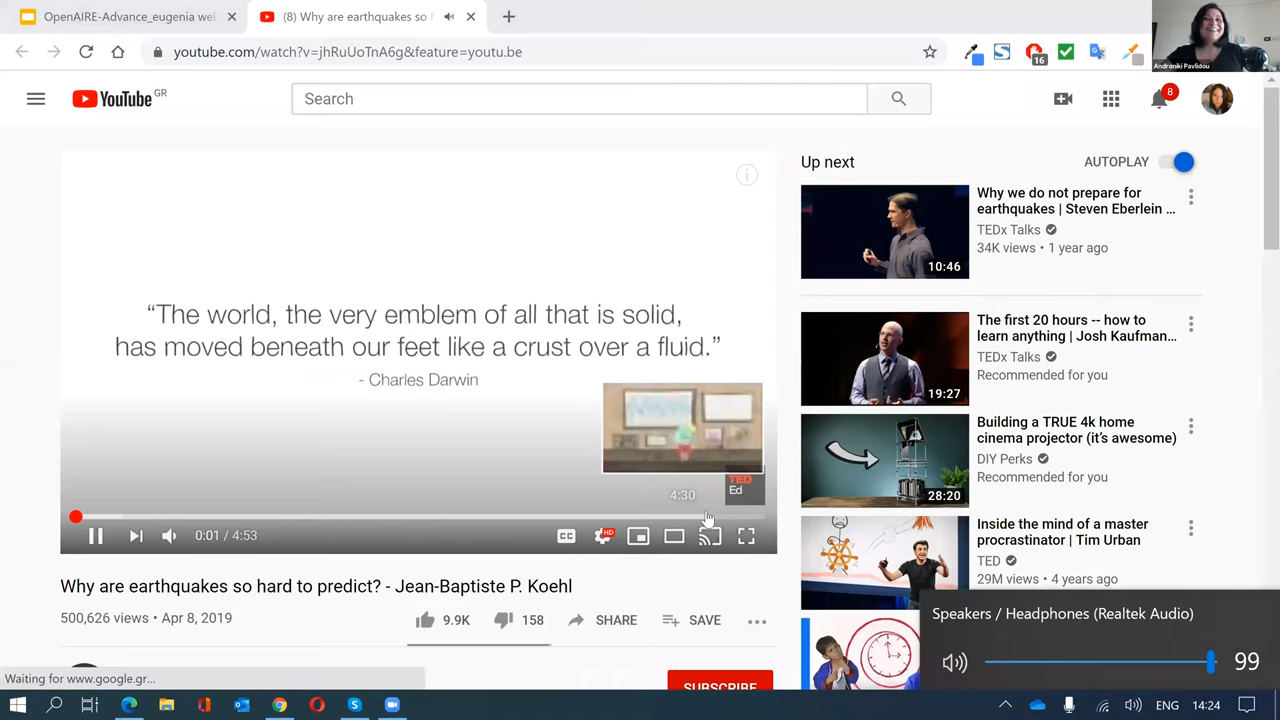 OpenAIRE-Advance_eugenia wel
(8) Why are earthquakes so h
youtube.com/watch?v=jhRuUoTnA6g&feature=youtu.be
16
Androniki Pavlidou
YouTube GR
Search
8
Up next
AUTOPLAY
“The world, the very emblem of all that is solid,
has moved beneath our feet like a crust over a fluid.”
- Charles Darwin
TED
Ed
4:30
0:01 / 4:53
CC
HD
Why are earthquakes so hard to predict? - Jean-Baptiste P. Koehl
500,626 views • Apr 8, 2019
9.9K
158
SHARE
SAVE
SUBSCRIBE
Waiting for www.google.gr...
Why we do not prepare for
earthquakes | Steven Eberlein ...
TEDx Talks
34K views • 1 year ago
10:46
The first 20 hours -- how to
learn anything | Josh Kaufman...
TEDx Talks
Recommended for you
19:27
Building a TRUE 4k home
cinema projector (it’s awesome)
DIY Perks
Recommended for you
28:20
Inside the mind of a master
procrastinator | Tim Urban
TED
29M views • 4 years ago
Speakers / Headphones (Realtek Audio)
99
ENG
14:24